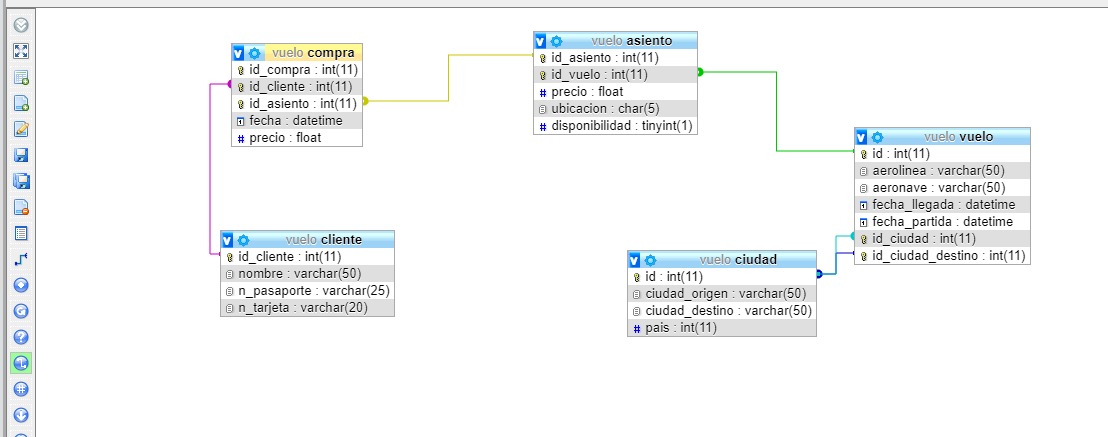 vuelo compra
id_compra : int(11)
id_cliente : int(11)
id_asiento : int(11)
fecha : datetime
precio : float
vuelo asiento
id_asiento : int(11)
id_vuelo : int(11)
precio : float
ubicacion : char(5)
disponibilidad : tinyint(1)
vuelo vuelo
id : int(11)
aerolinea : varchar(50)
aeronave : varchar(50)
fecha_llegada : datetime
fecha_partida : datetime
id_ciudad : int(11)
id_ciudad_destino : int(11)
vuelo cliente
id_cliente : int(11)
nombre : varchar(50)
n_pasaporte : varchar(25)
n_tarjeta : varchar(20)
vuelo ciudad
id : int(11)
ciudad_origen : varchar(50)
ciudad_destino : varchar(50)
pais : int(11)